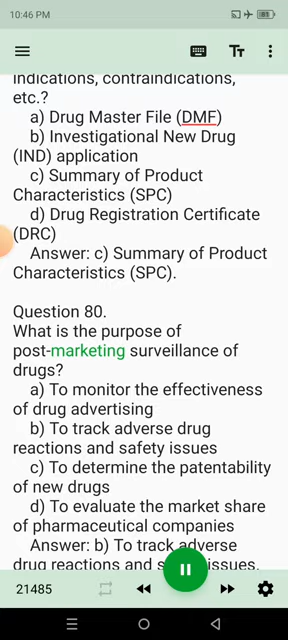 10:46 PM
85
indications, contraindications,
etc.?
a) Drug Master File (DMF)
b) Investigational New Drug
(IND) application
c) Summary of Product
Characteristics (SPC)
d) Drug Registration Certificate
(DRC)
Answer: c) Summary of Product
Characteristics (SPC).
Question 80.
What is the purpose of
post-marketing surveillance of
drugs?
a) To monitor the effectiveness
of drug advertising
b) To track adverse drug
reactions and safety issues
c) To determine the patentability
of new drugs
d) To evaluate the market share
of pharmaceutical companies
Answer: b) To track adverse
drug reactions and s issues.
21485